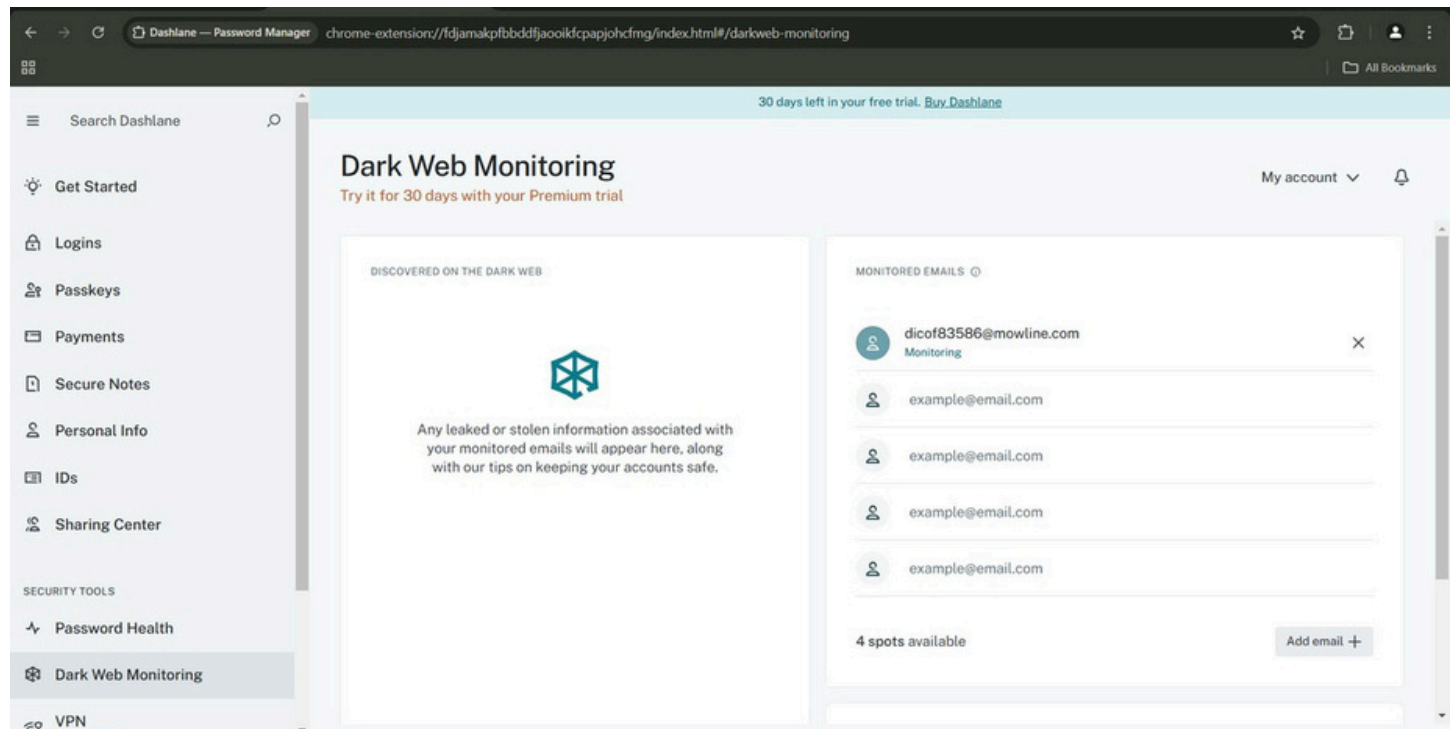 Dashlane — Password Manager
chrome-extension://fdjamakpfbbddfjaooikfcpapjohcfmg/index.html#/darkweb-monitoring
All Bookmarks
30 days left in your free trial. Buy Dashlane
Search Dashlane
Get Started
Logins
Passkeys
Payments
Secure Notes
Personal Info
IDs
Sharing Center
SECURITY TOOLS
Password Health
Dark Web Monitoring
VPN
Dark Web Monitoring
Try it for 30 days with your Premium trial
My account
DISCOVERED ON THE DARK WEB
Any leaked or stolen information associated with
your monitored emails will appear here, along
with our tips on keeping your accounts safe.
MONITORED EMAILS
dicof83586@mowline.com
Monitoring
example@email.com
example@email.com
example@email.com
example@email.com
4 spots available
Add email +